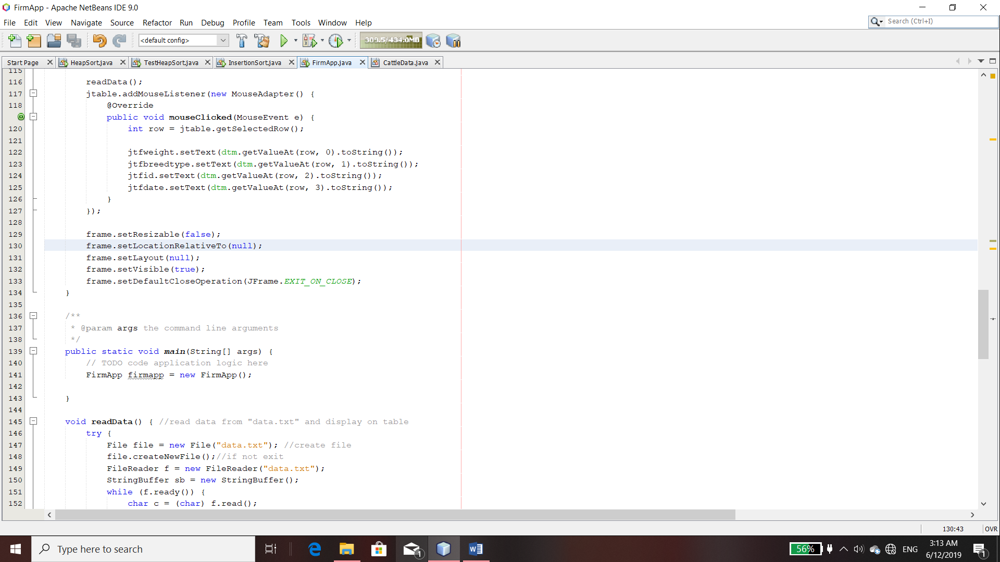 FirmApp - Apache NetBeans IDE 9.0
File Edit View Navigate Source Refactor Run Debug Profile Team Tools Window Help
Search (Ctrl+I)
<default config>
309.5/434.0MB
Start Page HeapSort.java TestHeapSort.java InsertionSort.java FirmApp.java CattleData.java
115
116 readData();
117 jtable.addMouseListener(new MouseAdapter() {
118 @Override
public void mouseClicked(MouseEvent e) {
120 int row = jtable.getSelectedRow();
121
122 jtfweight.setText(dtm.getValueAt(row, 0).toString());
123 jtfbreedtype.setText(dtm.getValueAt(row, 1).toString());
124 jtfid.setText(dtm.getValueAt(row, 2).toString());
125 jtfdate.setText(dtm.getValueAt(row, 3).toString());
126 }
127 });
128
129 frame.setResizable(false);
130 frame.setLocationRelativeTo(null);
131 frame.setLayout(null);
132 frame.setVisible(true);
133 frame.setDefaultCloseOperation(JFrame.EXIT_ON_CLOSE);
134 }
135
136 /**
137 * @param args the command line arguments
138 */
139 public static void main(String[] args) {
140 // TODO code application logic here
141 FirmApp firmapp = new FirmApp();
142
143 }
144
145 void readData() { //read data from "data.txt" and display on table
146 try {
147 File file = new File("data.txt"); //create file
148 file.createNewFile();//if not exit
149 FileReader f = new FileReader("data.txt");
150 StringBuffer sb = new StringBuffer();
151 while (f.ready()) {
152 char c = (char) f.read();
130:43 OVR
Type here to search
1
56%
ENG
3:13 AM
6/12/2019
1